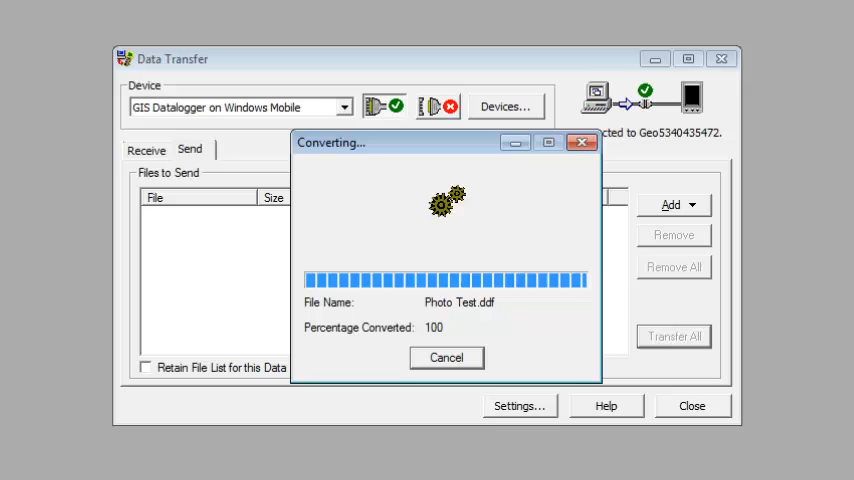 Data Transfer
Device
GIS Datalogger on Windows Mobile
Devices...
cted to Geo5340435472.
Receive
Send
Files to Send
File
Size
Add
Remove
Remove All
Transfer All
Retain File List for this Data
Converting...
File Name: Photo Test.ddf
Percentage Converted: 100
Cancel
Settings...
Help
Close